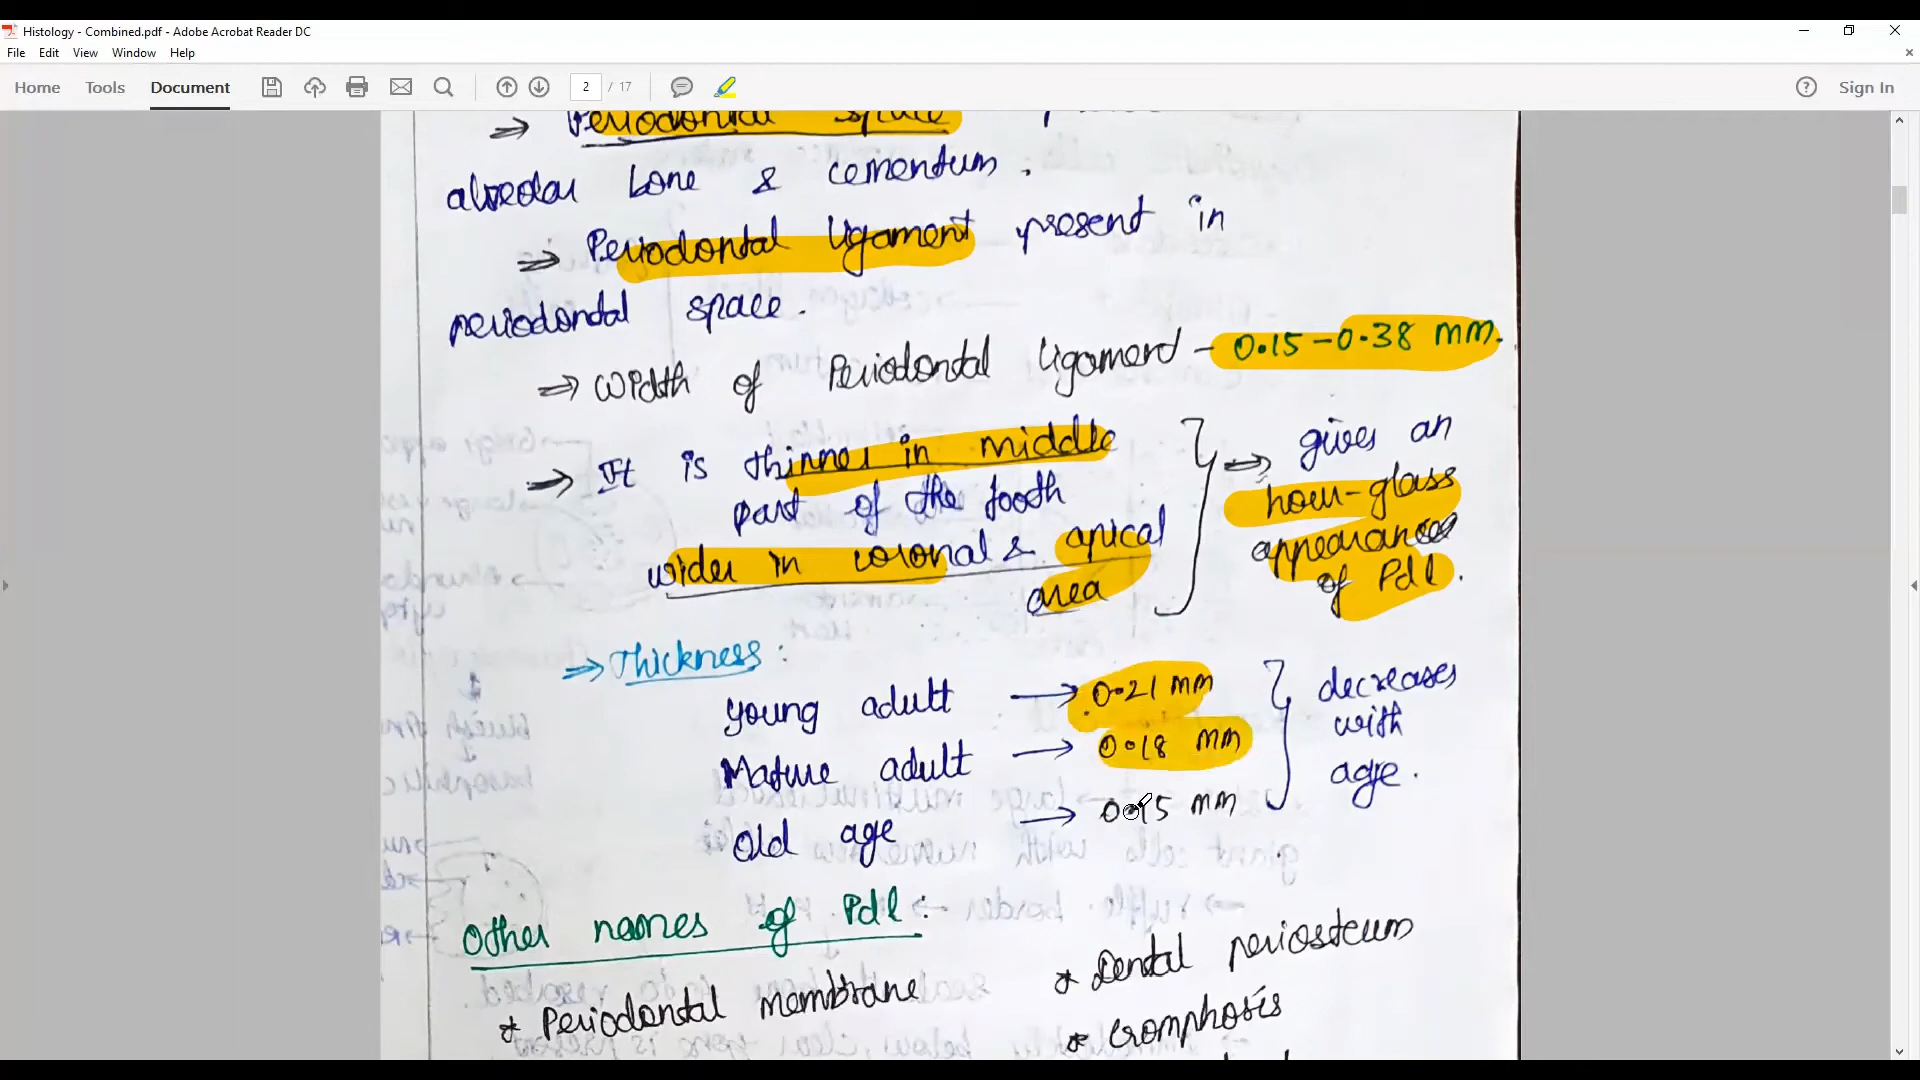 Histology - Combined.pdf - Adobe Acrobat Reader DC
File Edit View Window Help
Home Tools Document 2 / 17 Sign In
⇒ Periodontal space
alveolar bone & cementum.
⇒ Periodontal ligament present in
periodontal space.
⇒ Width of Periodontal ligament - 0.15 - 0.38 mm.
→ It is thinner in middle
part of the tooth
wider in coronal & apical
area
⇒ gives an
hour-glass
appearance
of Pdl.
⇒ Thickness:
young adult → 0.21 mm
Mature adult → 0.18 mm
Old age → 0.15 mm
decreases
with
age.
Other names of Pdl:
* Periodontal membrane
* Dental periosteum
* Gomphosis